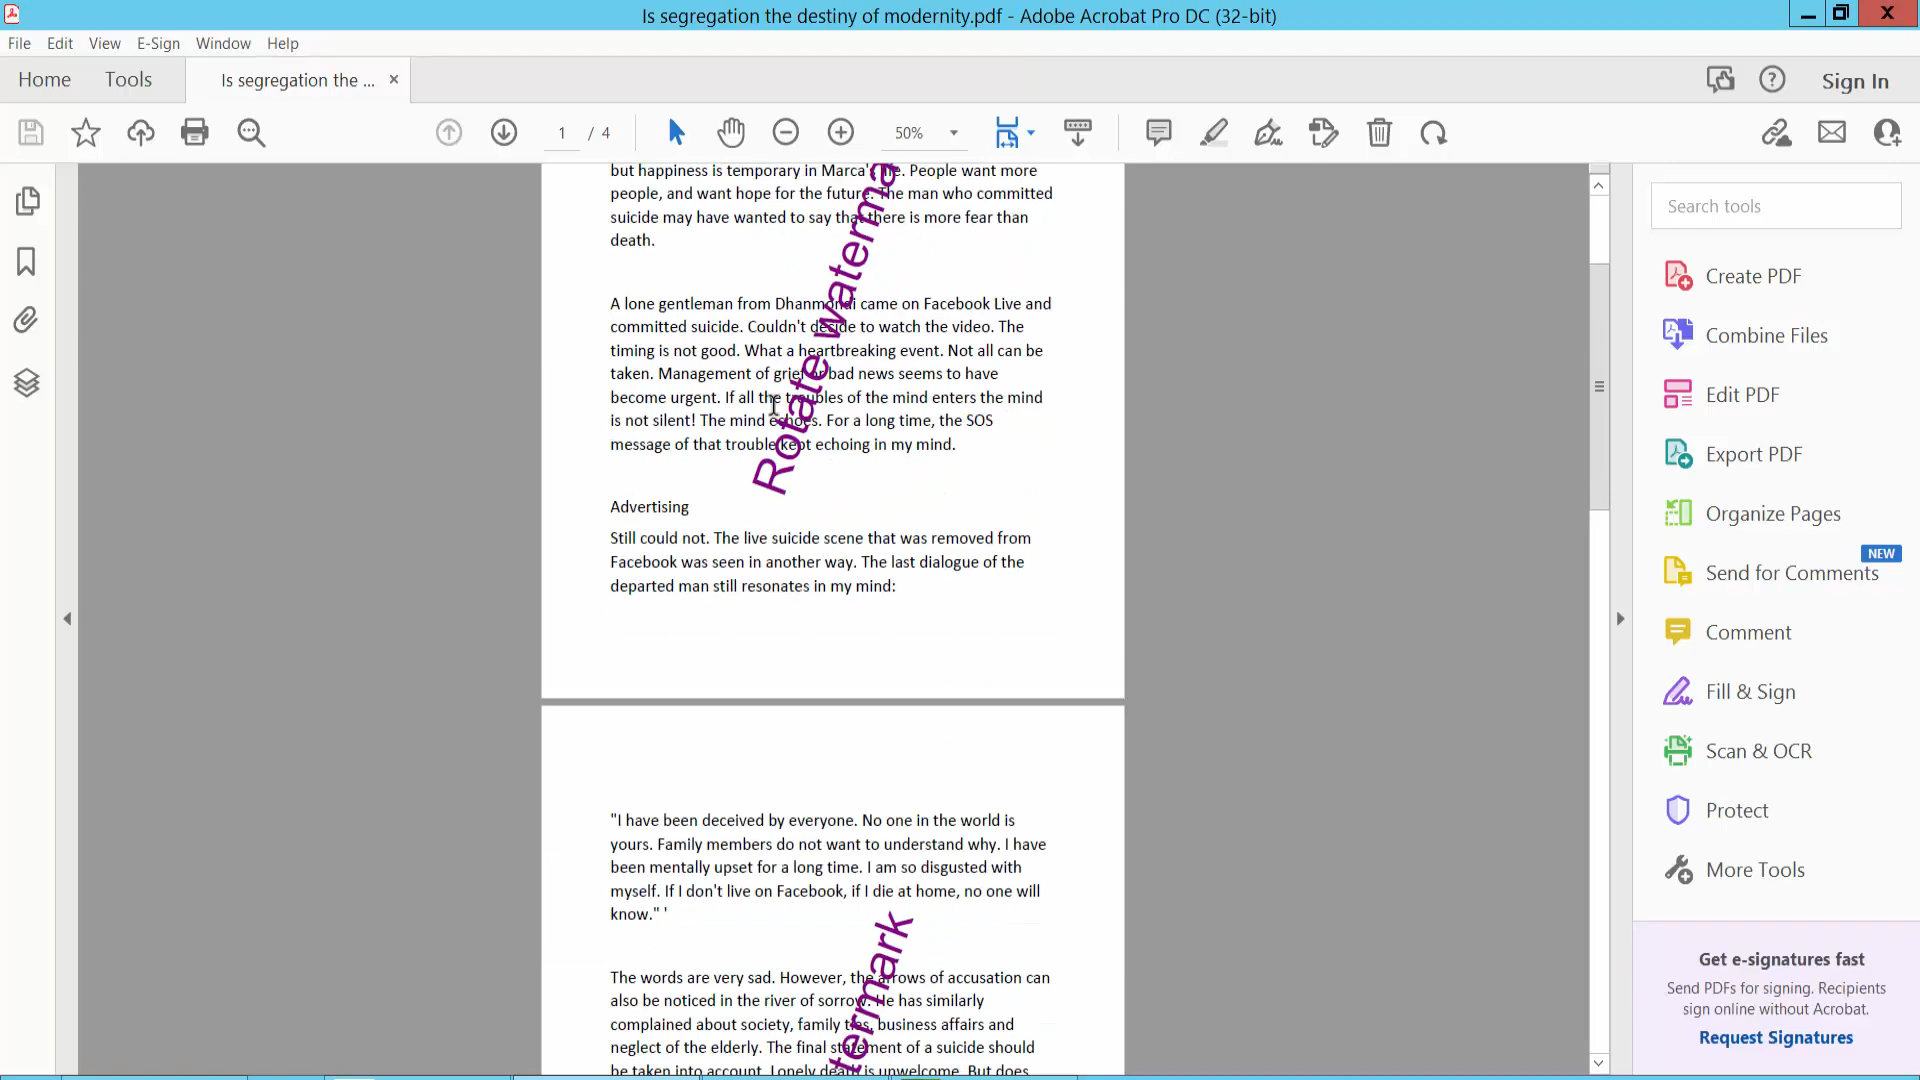 Is segregation the destiny of modernity.pdf - Adobe Acrobat Pro DC (32-bit)
File Edit View E-Sign Window Help
Home Tools Is segregation the ... × Sign In
1 / 4 50%
but happiness is temporary in Marca's life. People want more
people, and want hope for the future. The man who committed
suicide may have wanted to say that there is more fear than
death.
A lone gentleman from Dhanmondi came on Facebook Live and
committed suicide. Couldn't decide to watch the video. The
timing is not good. What a heartbreaking event. Not all can be
taken. Management of grief or bad news seems to have
become urgent. If all the troubles of the mind enters the mind
is not silent! The mind echoes. For a long time, the SOS
message of that trouble kept echoing in my mind.
Rotate waterma
Advertising
Still could not. The live suicide scene that was removed from
Facebook was seen in another way. The last dialogue of the
departed man still resonates in my mind:
"I have been deceived by everyone. No one in the world is
yours. Family members do not want to understand why. I have
been mentally upset for a long time. I am so disgusted with
myself. If I don't live on Facebook, if I die at home, no one will
know." '
The words are very sad. However, the arrows of accusation can
also be noticed in the river of sorrow. He has similarly
complained about society, family ties, business affairs and
neglect of the elderly. The final statement of a suicide should
be taken into account. Lonely death is unwelcome. But does
termark
Search tools
Create PDF
Combine Files
Edit PDF
Export PDF
Organize Pages
NEW
Send for Comments
Comment
Fill & Sign
Scan & OCR
Protect
More Tools
Get e-signatures fast
Send PDFs for signing. Recipients
sign online without Acrobat.
Request Signatures